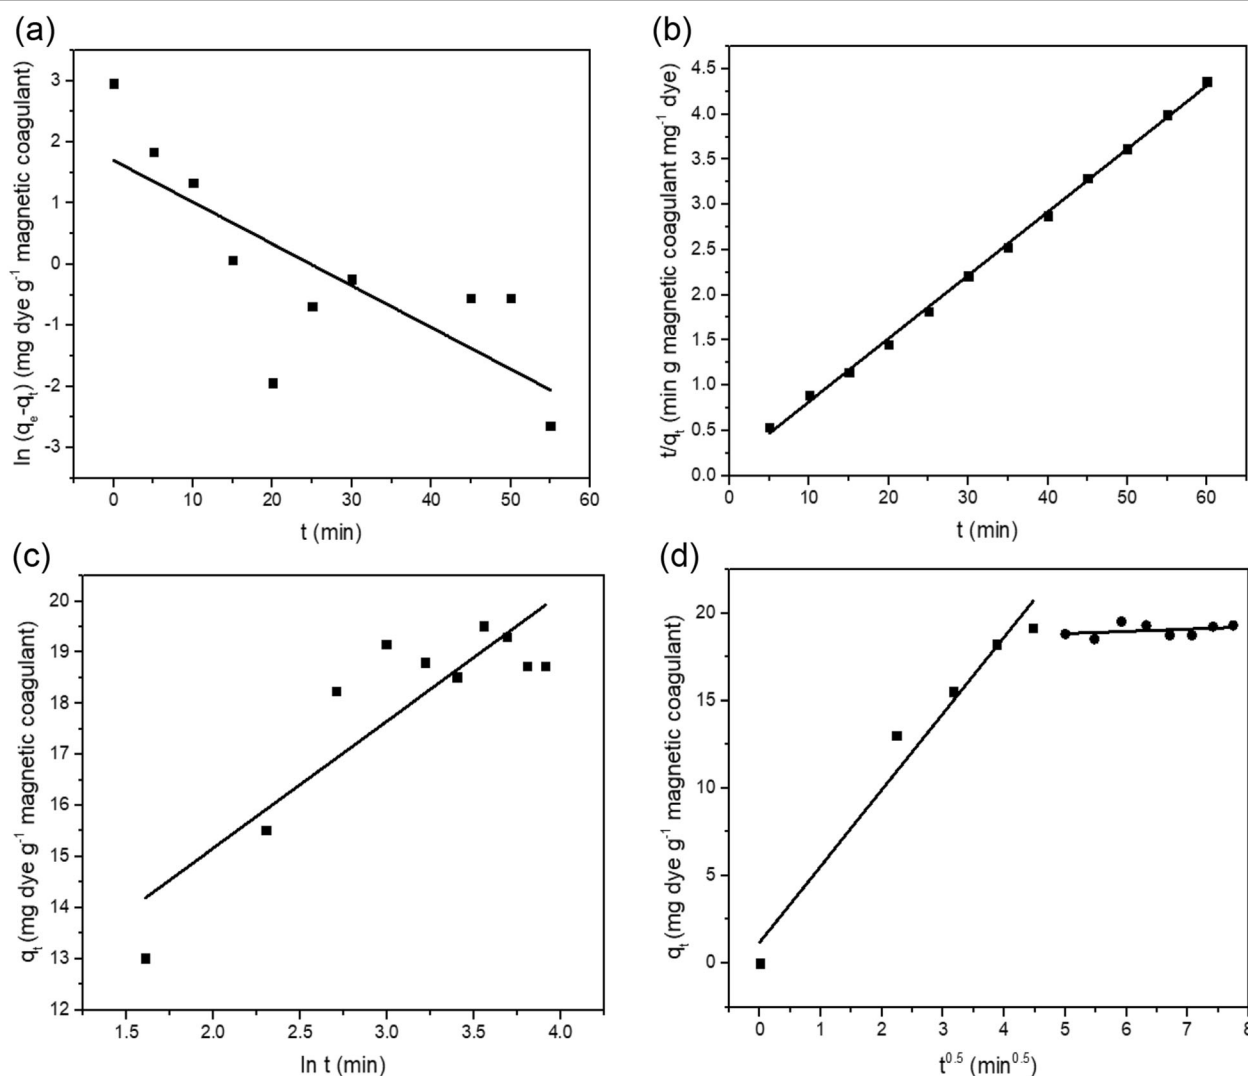 (a)
ln (qₑ-qₜ) (mg dye g⁻¹ magnetic coagulant)
3
2
1
0
-1
-2
-3
0 10 20 30 40 50 60
t (min)
(b)
t/qₜ (min g magnetic coagulant mg⁻¹ dye)
4.5
4.0
3.5
3.0
2.5
2.0
1.5
1.0
0.5
0.0
0 10 20 30 40 50 60
t (min)
(c)
qₜ (mg dye g⁻¹ magnetic coagulant)
20
19
18
17
16
15
14
13
12
1.5 2.0 2.5 3.0 3.5 4.0
ln t (min)
(d)
qₜ (mg dye g⁻¹ magnetic coagulant)
20
15
10
5
0
0 1 2 3 4 5 6 7 8
t⁰·⁵ (min⁰·⁵)